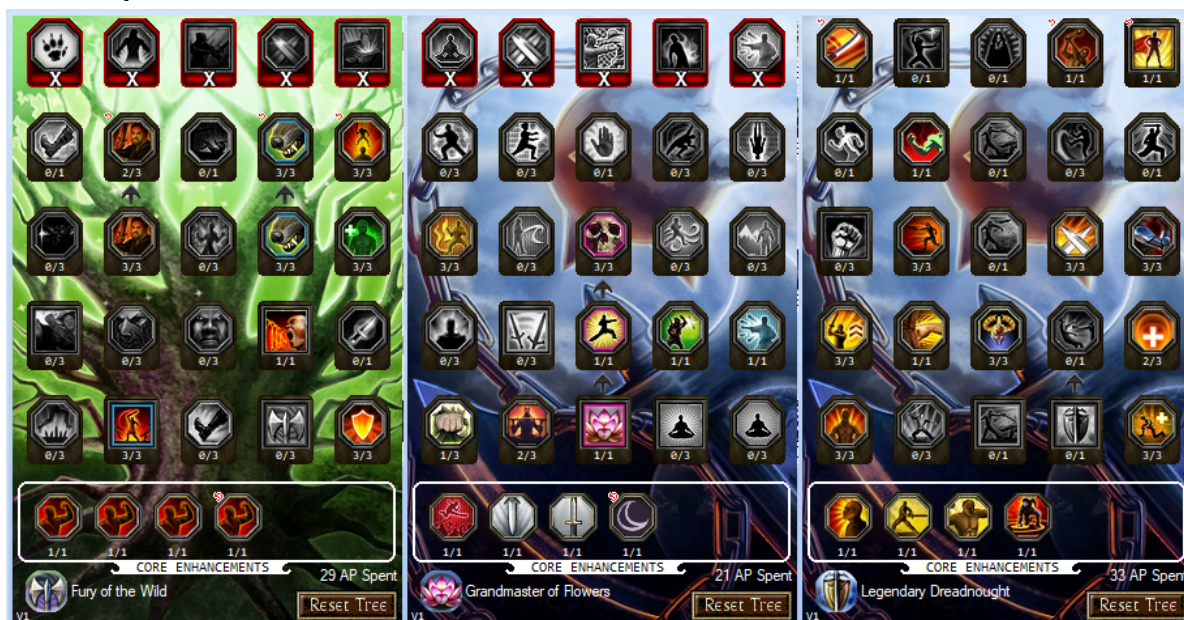 X X X X X
0/1 2/3 0/1 3/3 3/3
0/3 3/3 0/3 3/3 3/3
0/3 0/3 0/3 1/1 0/1
0/3 3/3 0/3 0/3 3/3
1/1 1/1 1/1 1/1
CORE ENHANCEMENTS
29 AP Spent
Fury of the Wild
RESET TREE
V1
X X X X X
0/3 0/3 0/1 0/3 0/3
3/3 0/3 3/3 0/3 0/3
0/3 0/3 1/1 1/1 1/1
1/3 2/3 1/1 0/3 0/3
1/1 1/1 1/1 1/1
CORE ENHANCEMENTS
21 AP Spent
Grandmaster of Flowers
RESET TREE
V1
1/1 0/1 0/1 1/1 1/1
0/1 1/1 0/1 0/3 0/1
0/3 3/3 0/1 3/3 3/3
3/3 1/1 3/3 0/1 2/3
3/3 0/3 0/1 0/1 3/3
1/1 1/1 1/1 1/1
CORE ENHANCEMENTS
33 AP Spent
Legendary Dreadnought
RESET TREE
V1